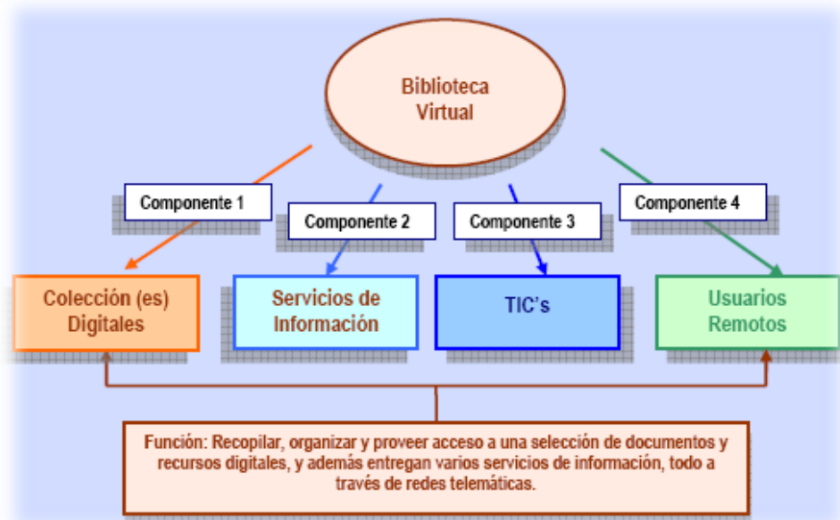 Biblioteca
Virtual
Componente 1
Componente 2
Componente 3
Componente 4
Colección (es)
Digitales
Servicios de
Información
TIC's
Usuarios
Remotos
Función: Recopilar, organizar y proveer acceso a una selección de documentos y
recursos digitales, y además entregan varios servicios de información, todo a
través de redes telemáticas.